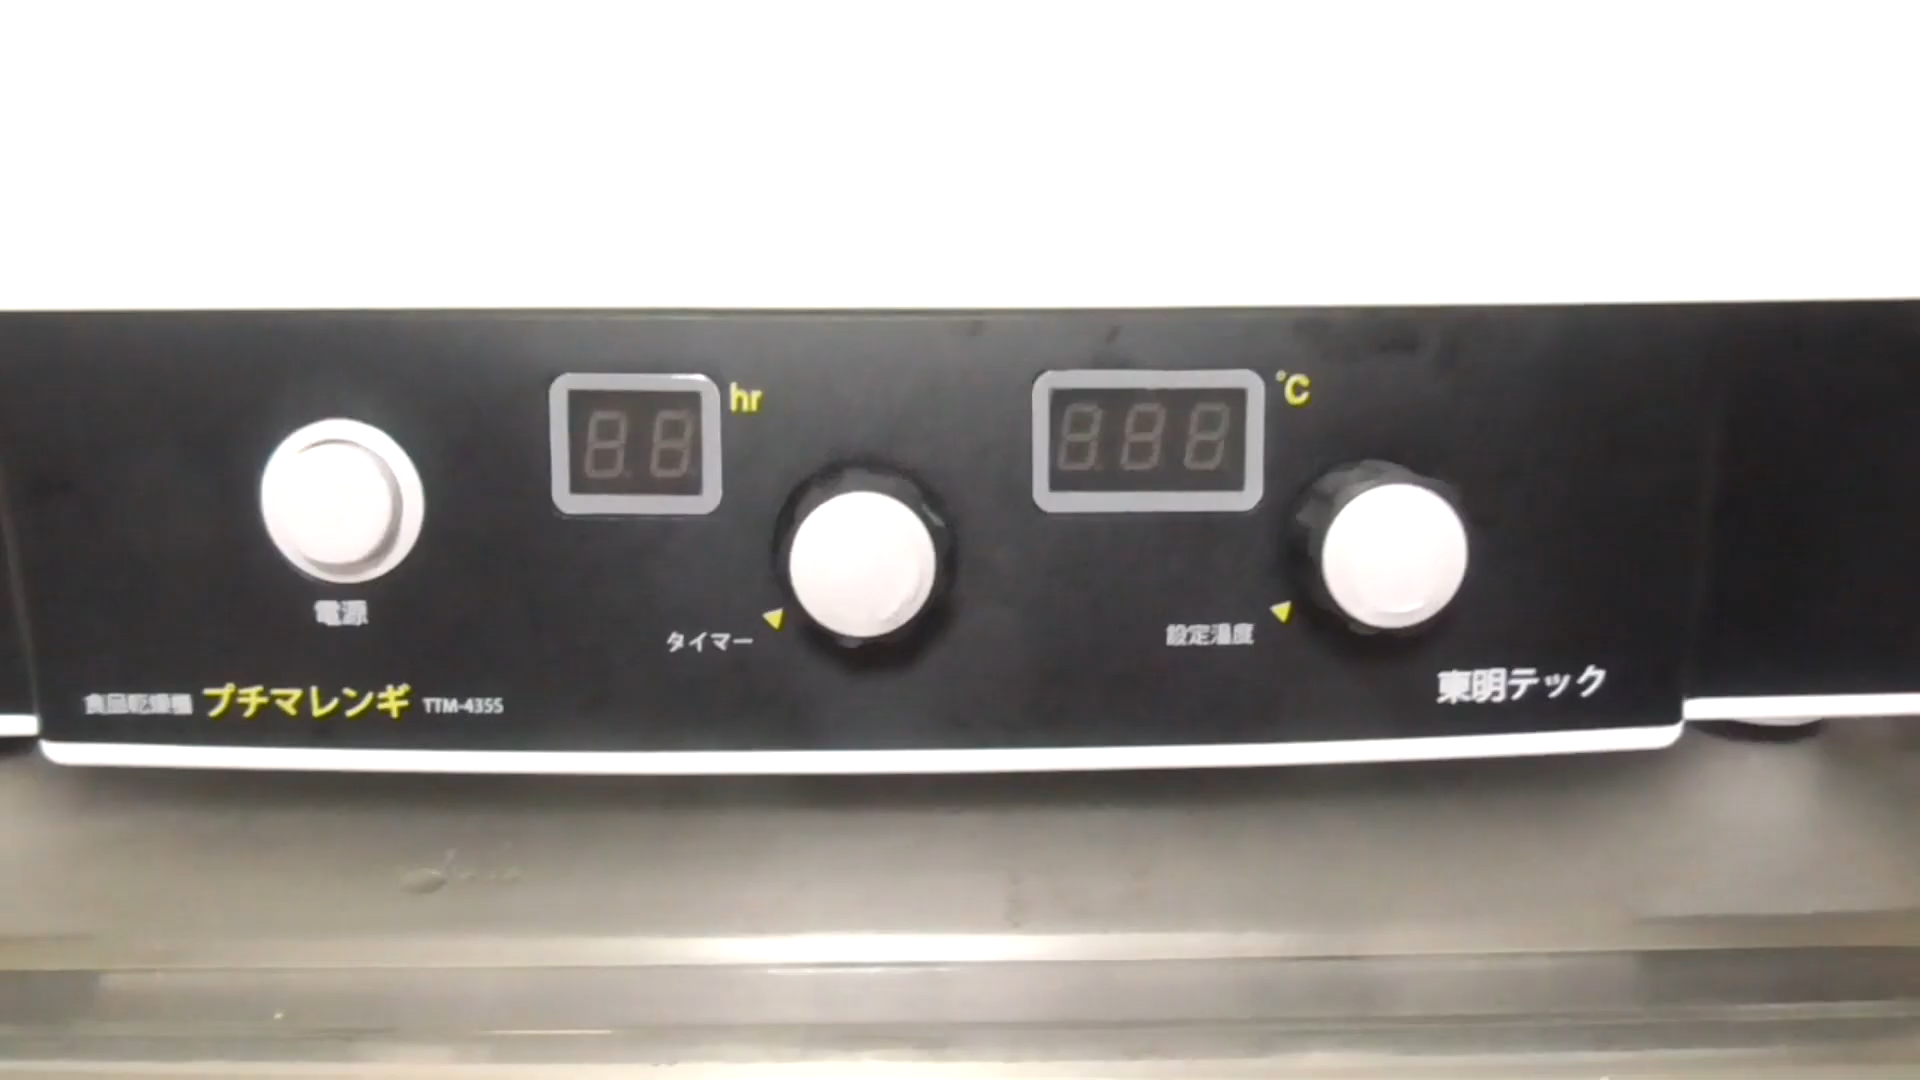 hr
°C
電源
タイマー
設定温度
食品乾燥機 プチマレンギ TTM-435S
東明テック